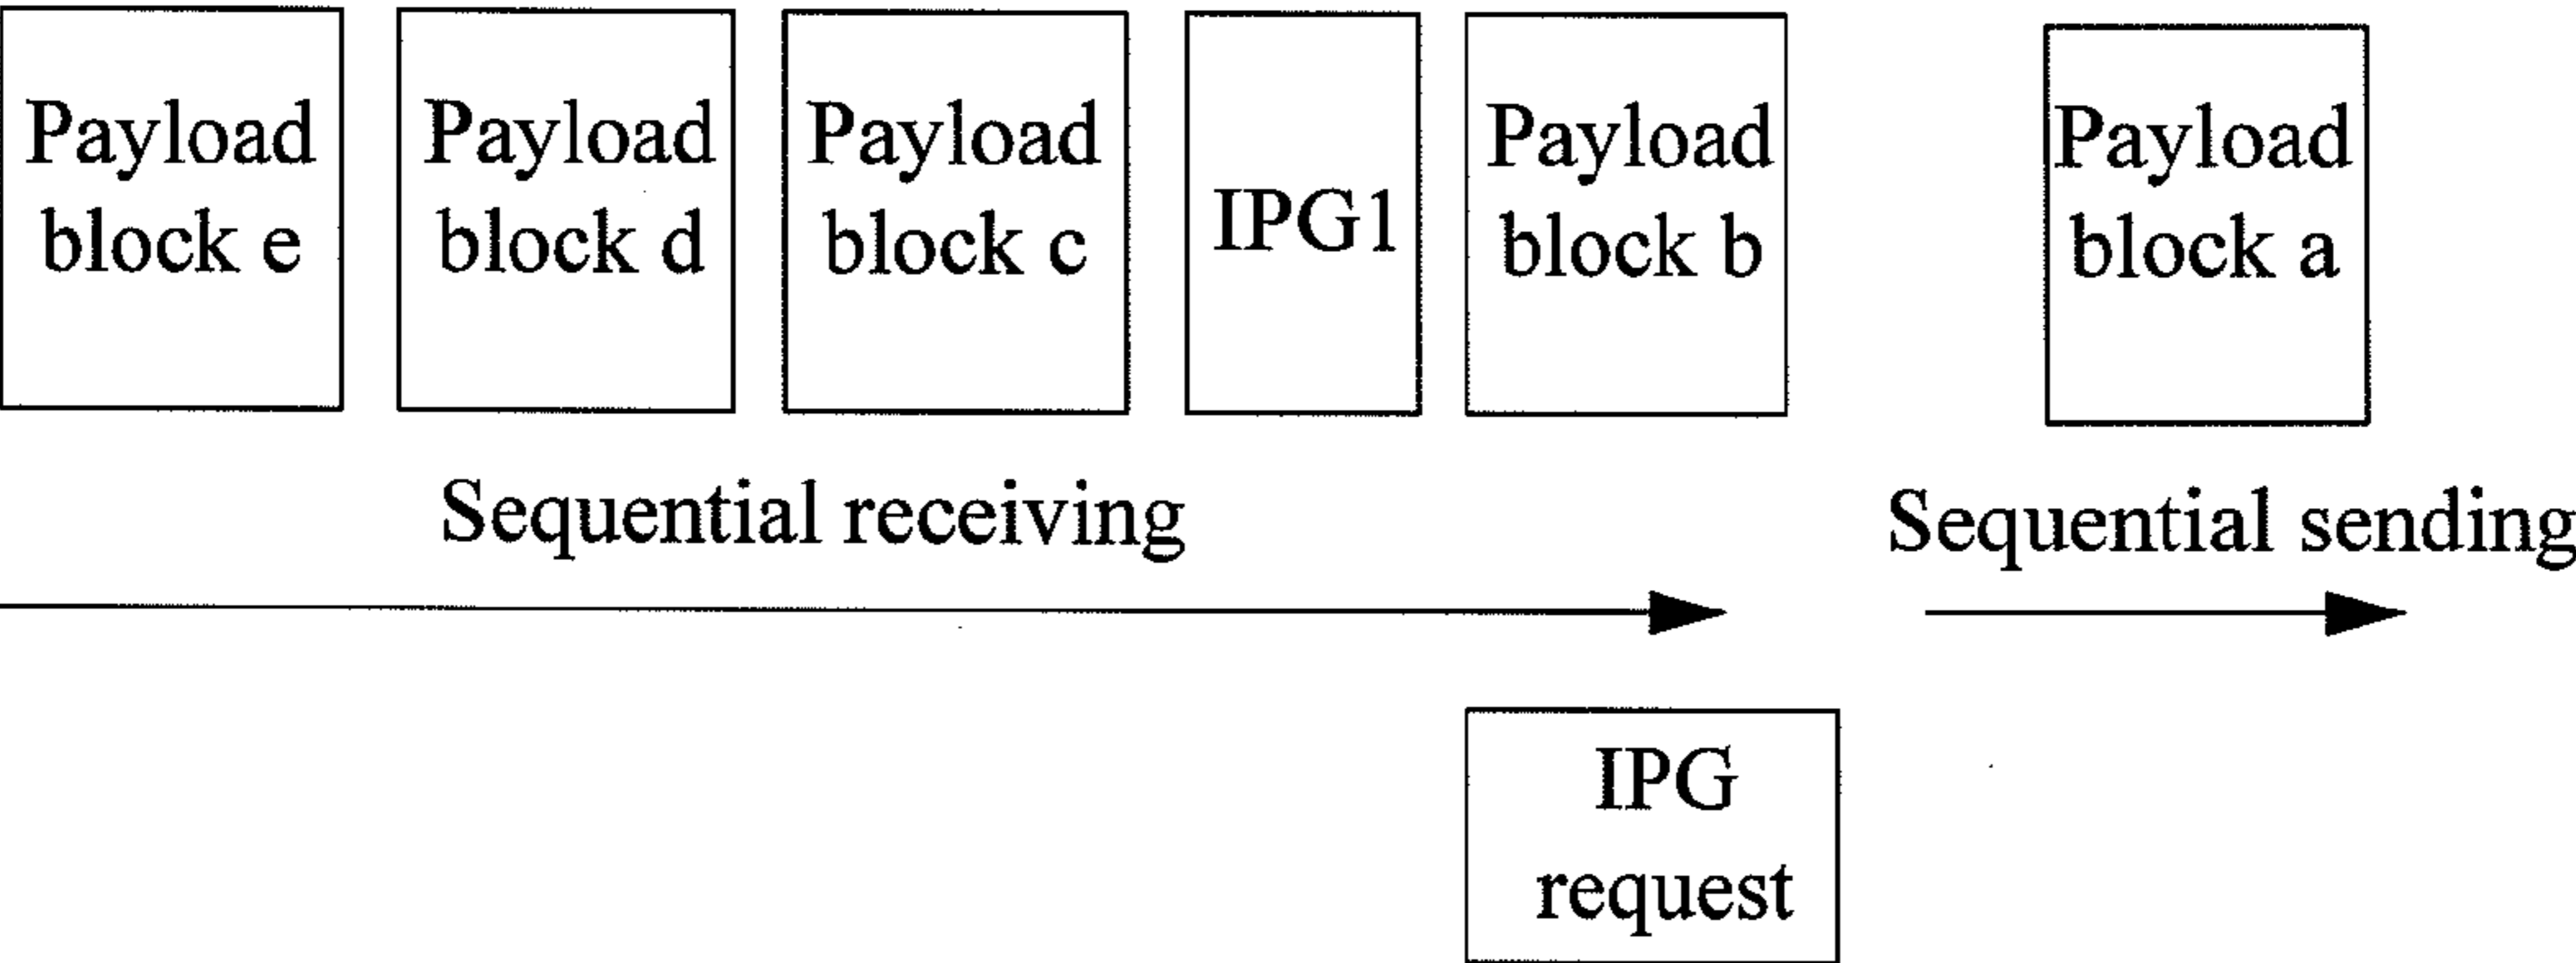 Payload
block e
Payload
block d
Payload
block c
IPG1
Payload
block b
Payload
block a
Sequential receiving
Sequential sending
IPG
request